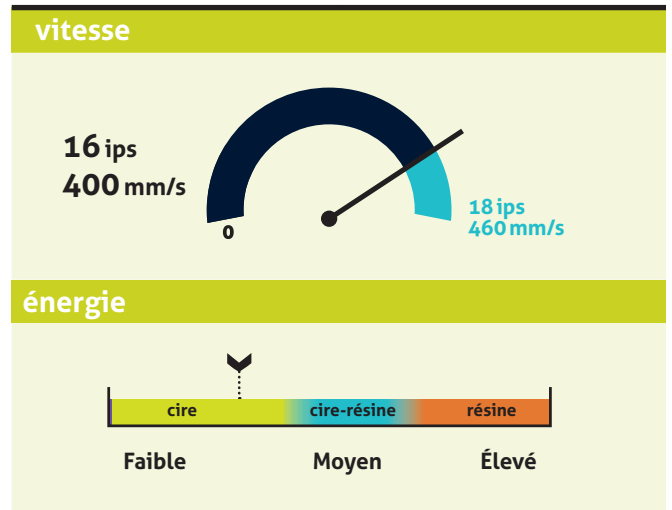 vitesse
16 ips
400 mm/s
0
18 ips
460 mm/s
énergie
cire cire-résine résine
Faible Moyen Élevé